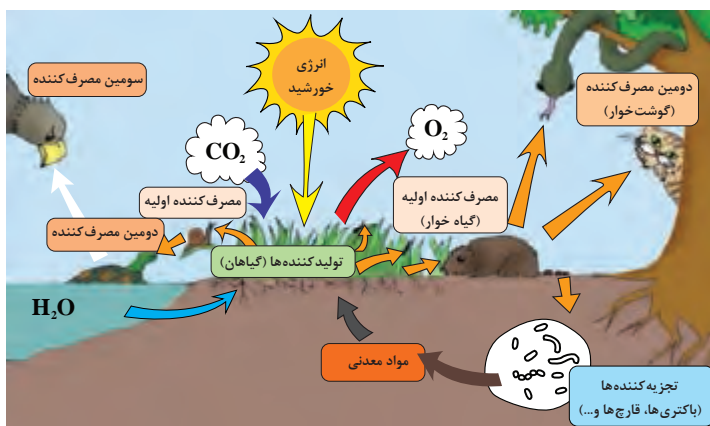 انرژی
خورشید
سومین مصرف‌کننده
دومین مصرف‌کننده
(گوشت‌خوار)
CO₂
O₂
مصرف‌کننده اولیه
مصرف‌کننده اولیه
(گیاه خوار)
دومین مصرف‌کننده
تولیدکننده‌ها (گیاهان)
H₂O
مواد معدنی
تجزیه‌کننده‌ها
(باکتری‌ها، قارچ‌ها و...)